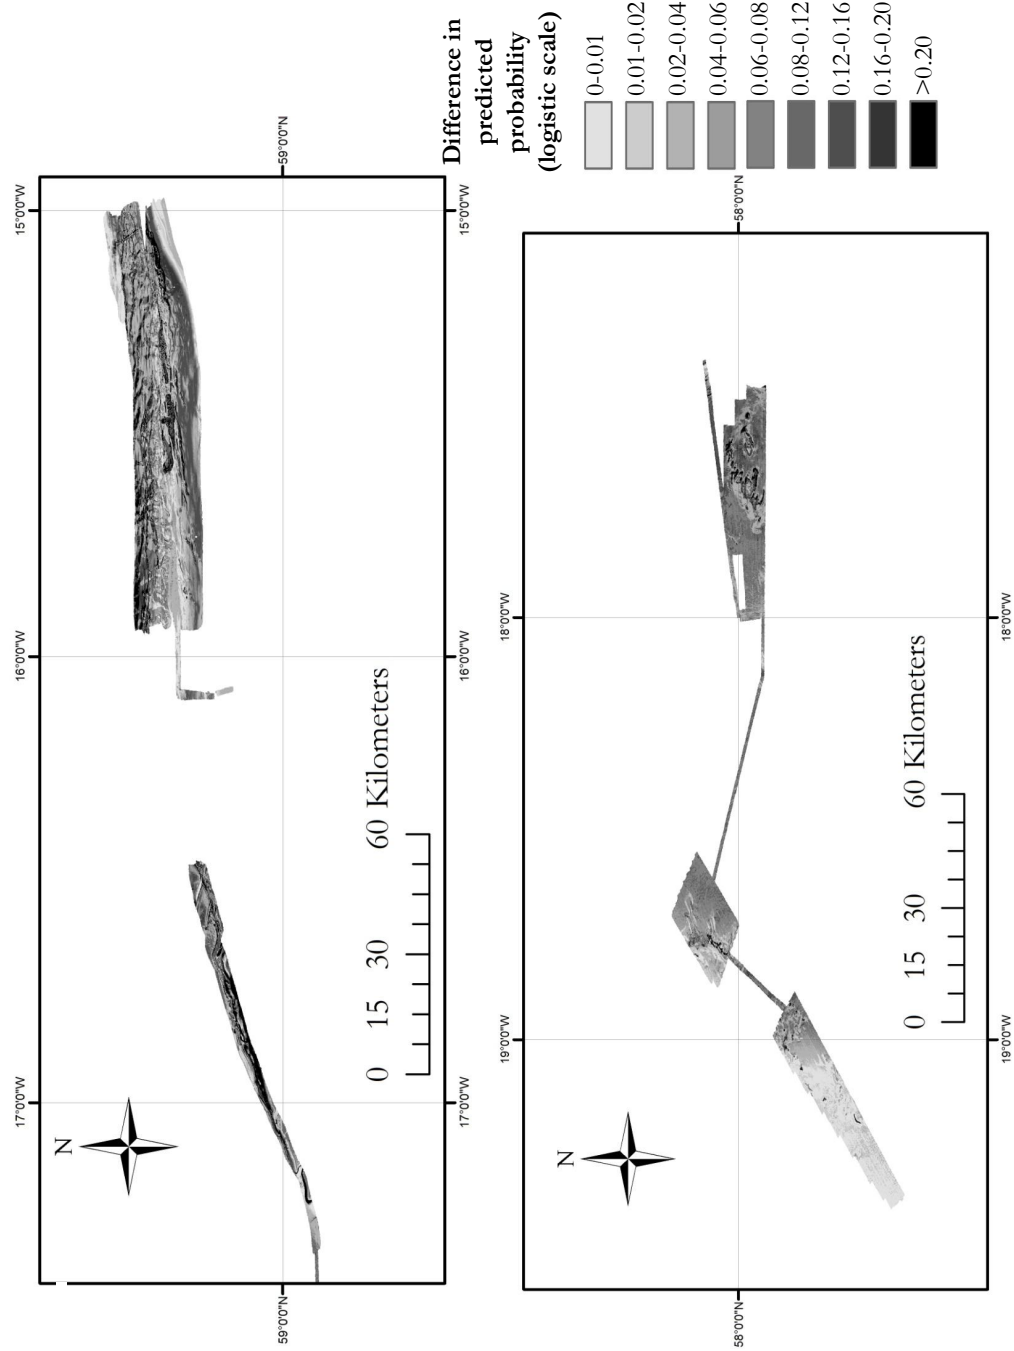 15°0'0"W
16°0'0"W
17°0'0"W
59°0'0"N
59°0'0"N
N
0 15 30 60 Kilometers
15°0'0"W
16°0'0"W
17°0'0"W
Difference in
predicted
probability
(logistic scale)
0-0.01
0.01-0.02
0.02-0.04
0.04-0.06
0.06-0.08
0.08-0.12
0.12-0.16
0.16-0.20
>0.20
18°0'0"W
19°0'0"W
58°0'0"N
58°0'0"N
N
0 15 30 60 Kilometers
18°0'0"W
19°0'0"W